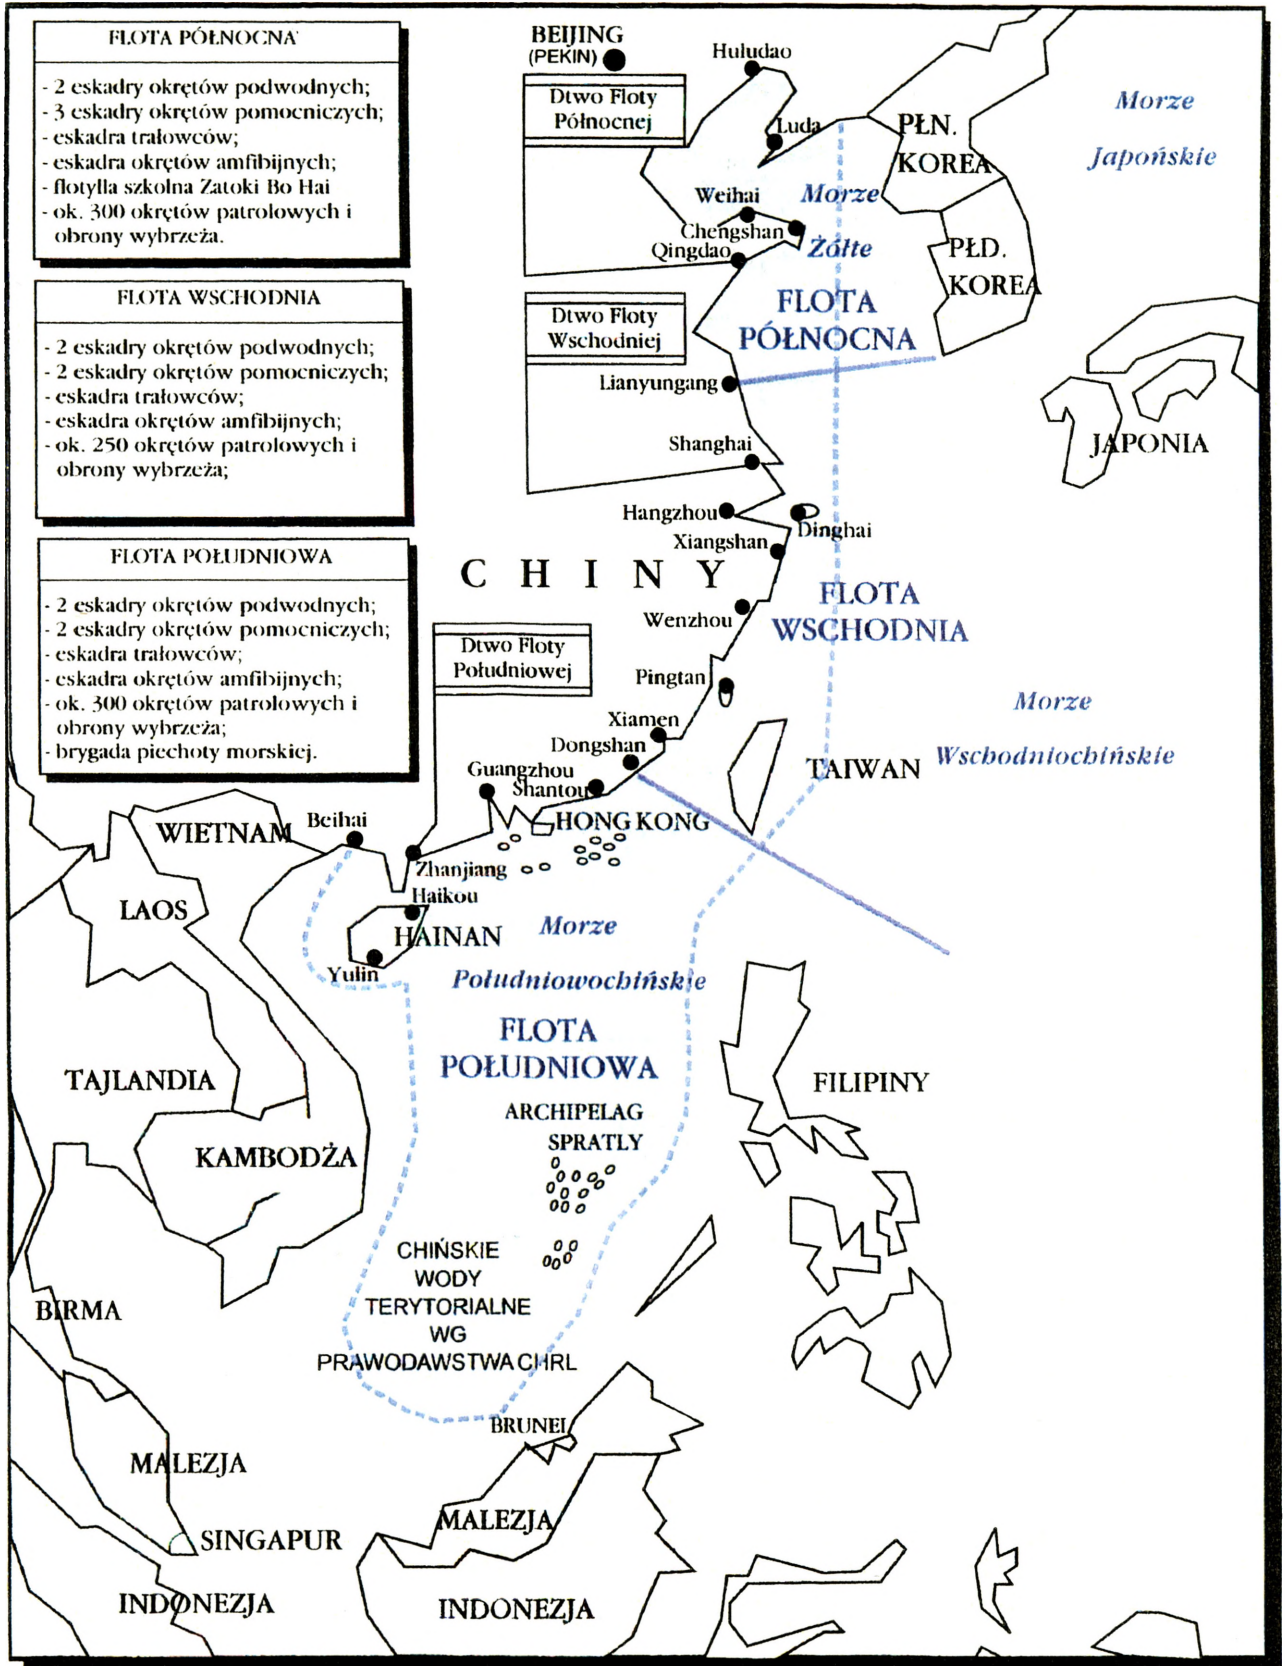 FLOTA PÓŁNOCNA
- 2 eskadry okrętów podwodnych;
- 3 eskadry okrętów pomocniczych;
- eskadra trałowców;
- eskadra okrętów amfibijnych;
- flotylla szkolna Zatoki Bo Hai
- ok. 300 okrętów patrolowych i
obrony wybrzeża.
FLOTA WSCHODNIA
- 2 eskadry okrętów podwodnych;
- 2 eskadry okrętów pomocniczych;
- eskadra trałowców;
- eskadra okrętów amfibijnych;
- ok. 250 okrętów patrolowych i
obrony wybrzeża;
FLOTA POŁUDNIOWA
- 2 eskadry okrętów podwodnych;
- 2 eskadry okrętów pomocniczych;
- eskadra trałowców;
- eskadra okrętów amfibijnych;
- ok. 300 okrętów patrolowych i
obrony wybrzeża;
- brygada piechoty morskiej.
BEIJING
(PEKIN)
Huludao
Dtwo Floty
Północnej
Luda
PŁN.
KOREA
Morze
Japońskie
Weihai
Morze
Żółte
Chengshan
Qingdao
PŁD.
KOREA
FLOTA
PÓŁNOCNA
Dtwo Floty
Wschodniej
Lianyungang
JAPONIA
Shanghai
Hangzhou
Dinghai
Xiangshan
CHINY
FLOTA
WSCHODNIA
Wenzhou
Dtwo Floty
Południowej
Pingtan
Morze
Wschodniochińskie
Xiamen
Dongshan
TAIWAN
Guangzhou
Shantou
HONG KONG
WIETNAM
Beihai
Zhanjiang
Haikou
LAOS
HAINAN
Yulin
Morze
Południowochińskie
FLOTA
POŁUDNIOWA
TAJLANDIA
FILIPINY
ARCHIPELAG
SPRATLY
KAMBODŻA
CHIŃSKIE
WODY
TERYTORIALNE
WG
PRAWODAWSTWA CHRL
BIRMA
BRUNEI
MALEZJA
MALEZJA
SINGAPUR
INDONEZJA
INDONEZJA